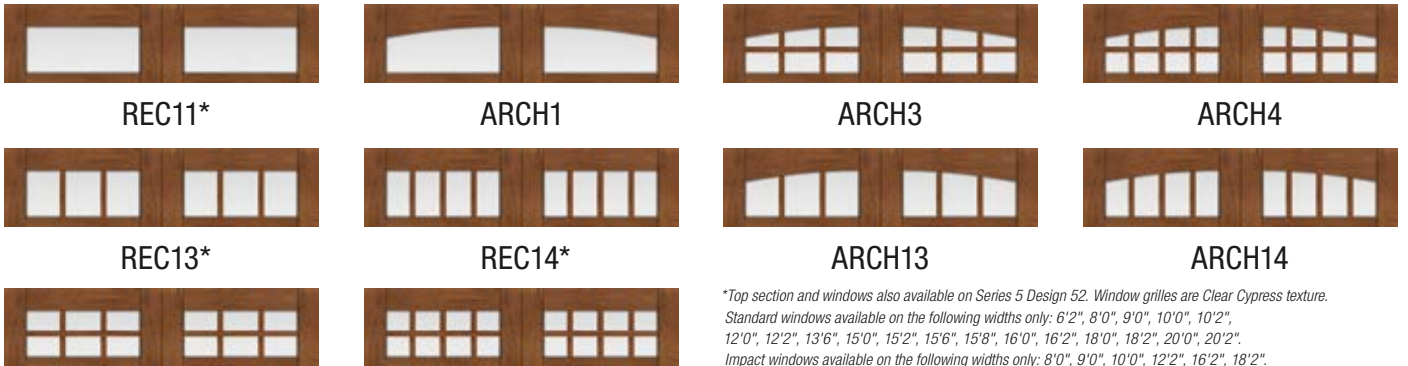 REC11* ARCH1 ARCH3 ARCH4
REC13* REC14* ARCH13 ARCH14
*Top section and windows also available on Series 5 Design 52. Window grilles are Clear Cypress texture.
Standard windows available on the following widths only: 6'2", 8'0", 9'0", 10'0", 10'2",
12'0", 12'2", 13'6", 15'0", 15'2", 15'6", 15'8", 16'0", 16'2", 18'0", 18'2", 20'0", 20'2".
Impact windows available on the following widths only: 8'0", 9'0", 10'0", 12'2", 16'2", 18'2".